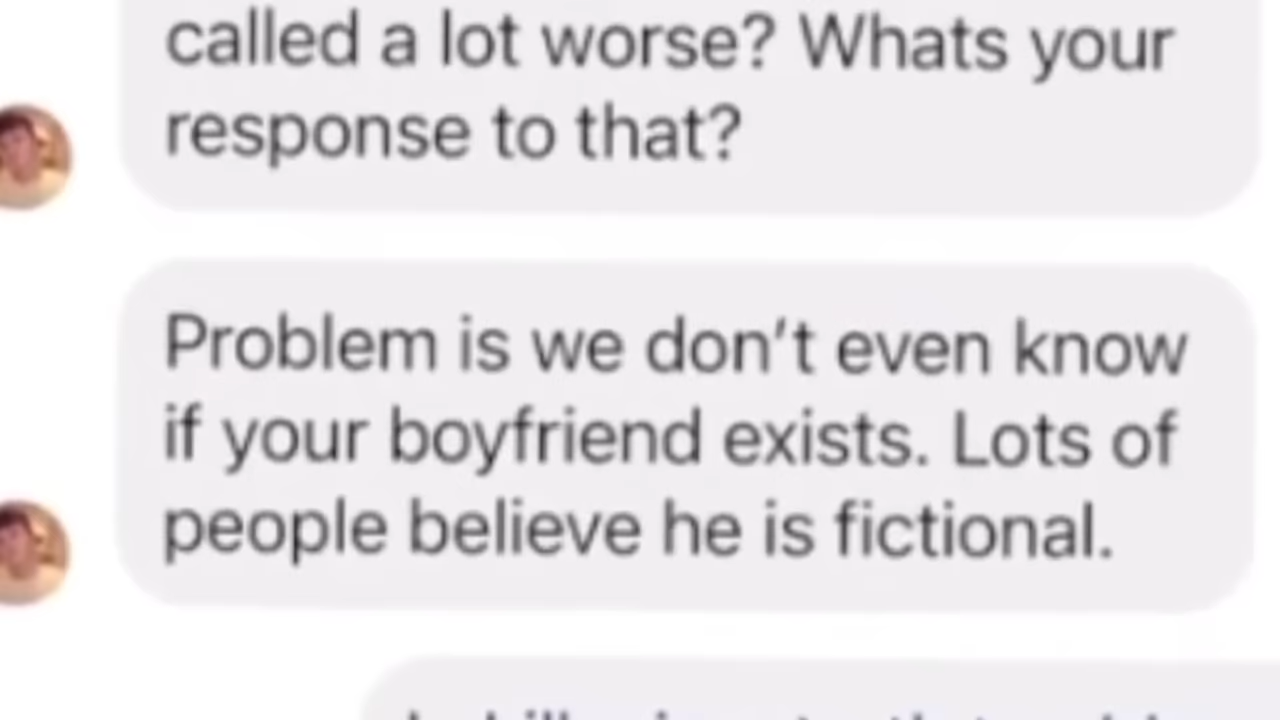 called a lot worse? Whats your
response to that?
Problem is we don't even know
if your boyfriend exists. Lots of
people believe he is fictional.